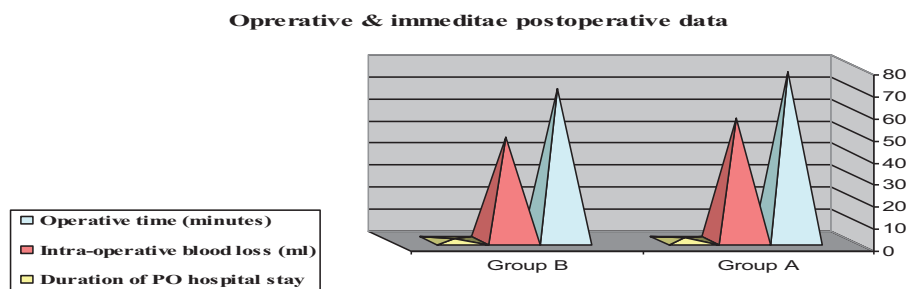 Oprerative & immeditae postoperative data
80
70
60
50
40
30
20
10
0
Group B Group A
Operative time (minutes)
Intra-operative blood loss (ml)
Duration of PO hospital stay